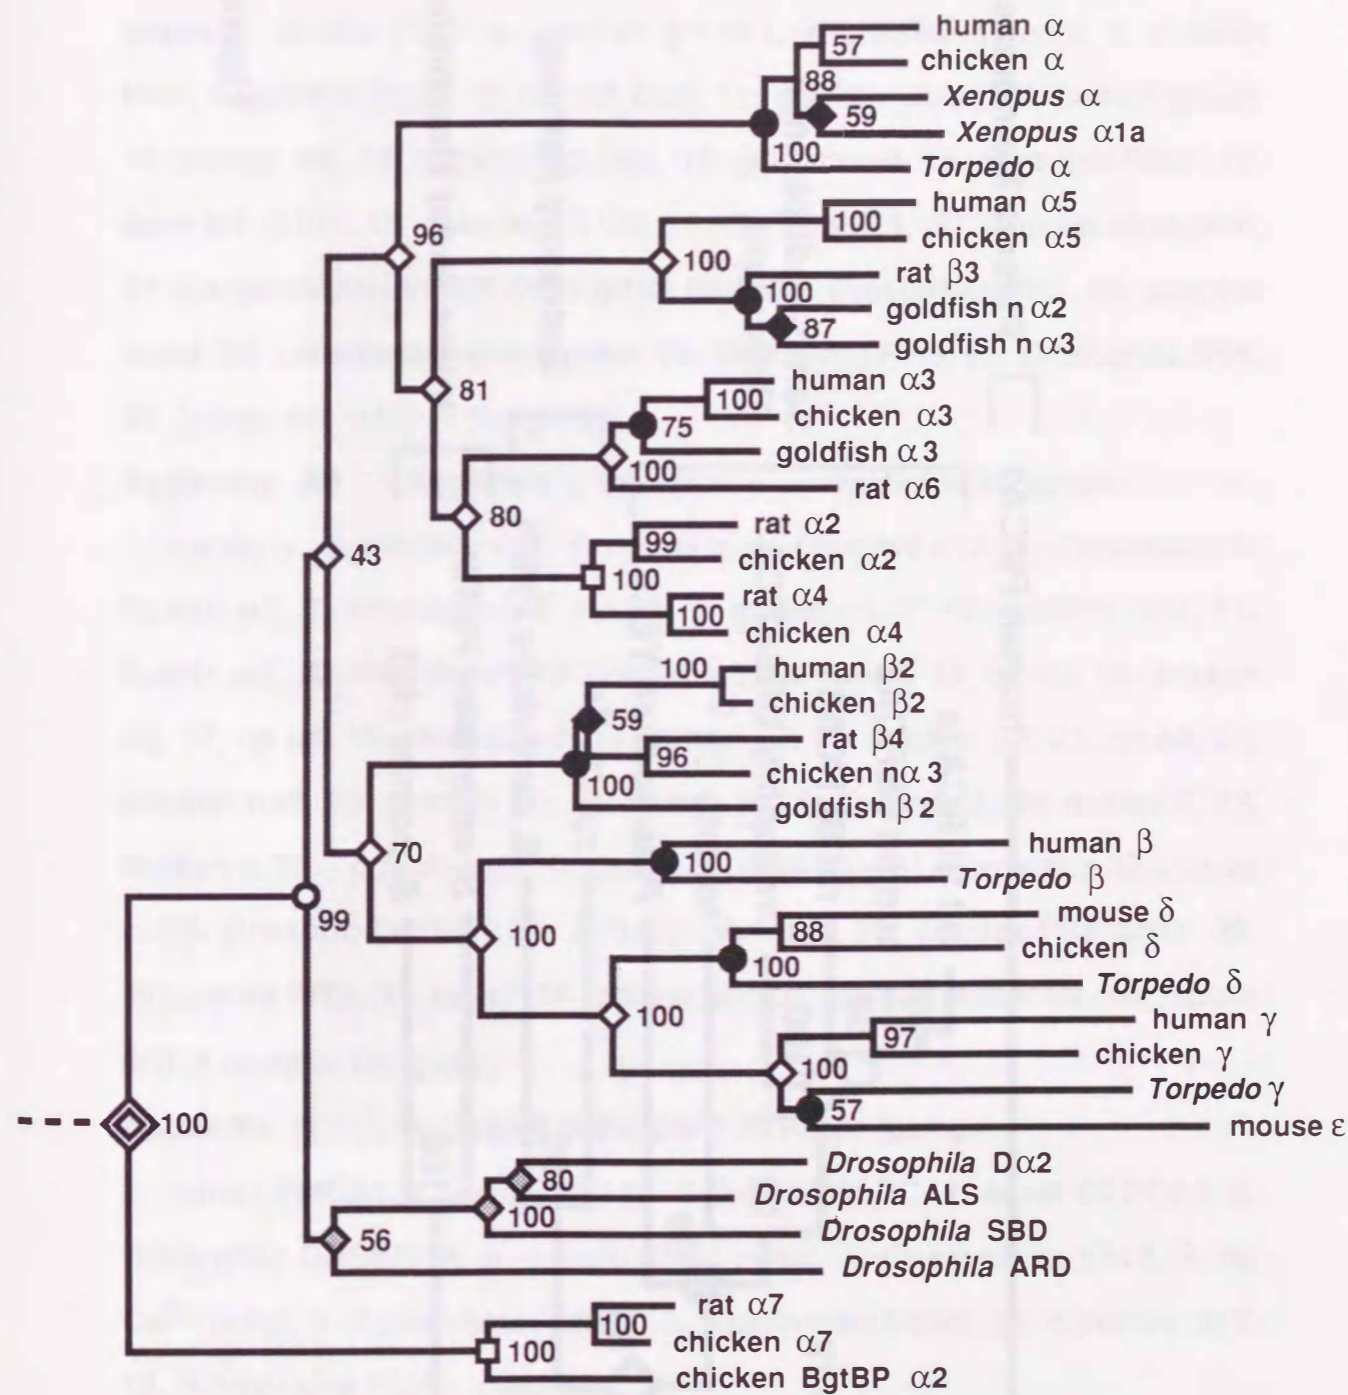 human α
57
chicken α
88
Xenopus α
59
Xenopus α1a
100
Torpedo α
human α5
100
chicken α5
96
100
rat β3
100
goldfish n α2
87
goldfish n α3
81
human α3
100
chicken α3
75
goldfish α3
100
rat α6
80
rat α2
99
chicken α2
43
100
rat α4
100
chicken α4
100
human β2
chicken β2
59
rat β4
96
chicken nα3
100
goldfish β2
70
human β
100
Torpedo β
99
mouse δ
88
100
chicken δ
100
Torpedo δ
100
human γ
97
chicken γ
100
Torpedo γ
57
100
mouse ε
Drosophila Dα2
80
Drosophila ALS
100
Drosophila SBD
56
Drosophila ARD
rat α7
100
chicken α7
100
chicken BgtBP α2